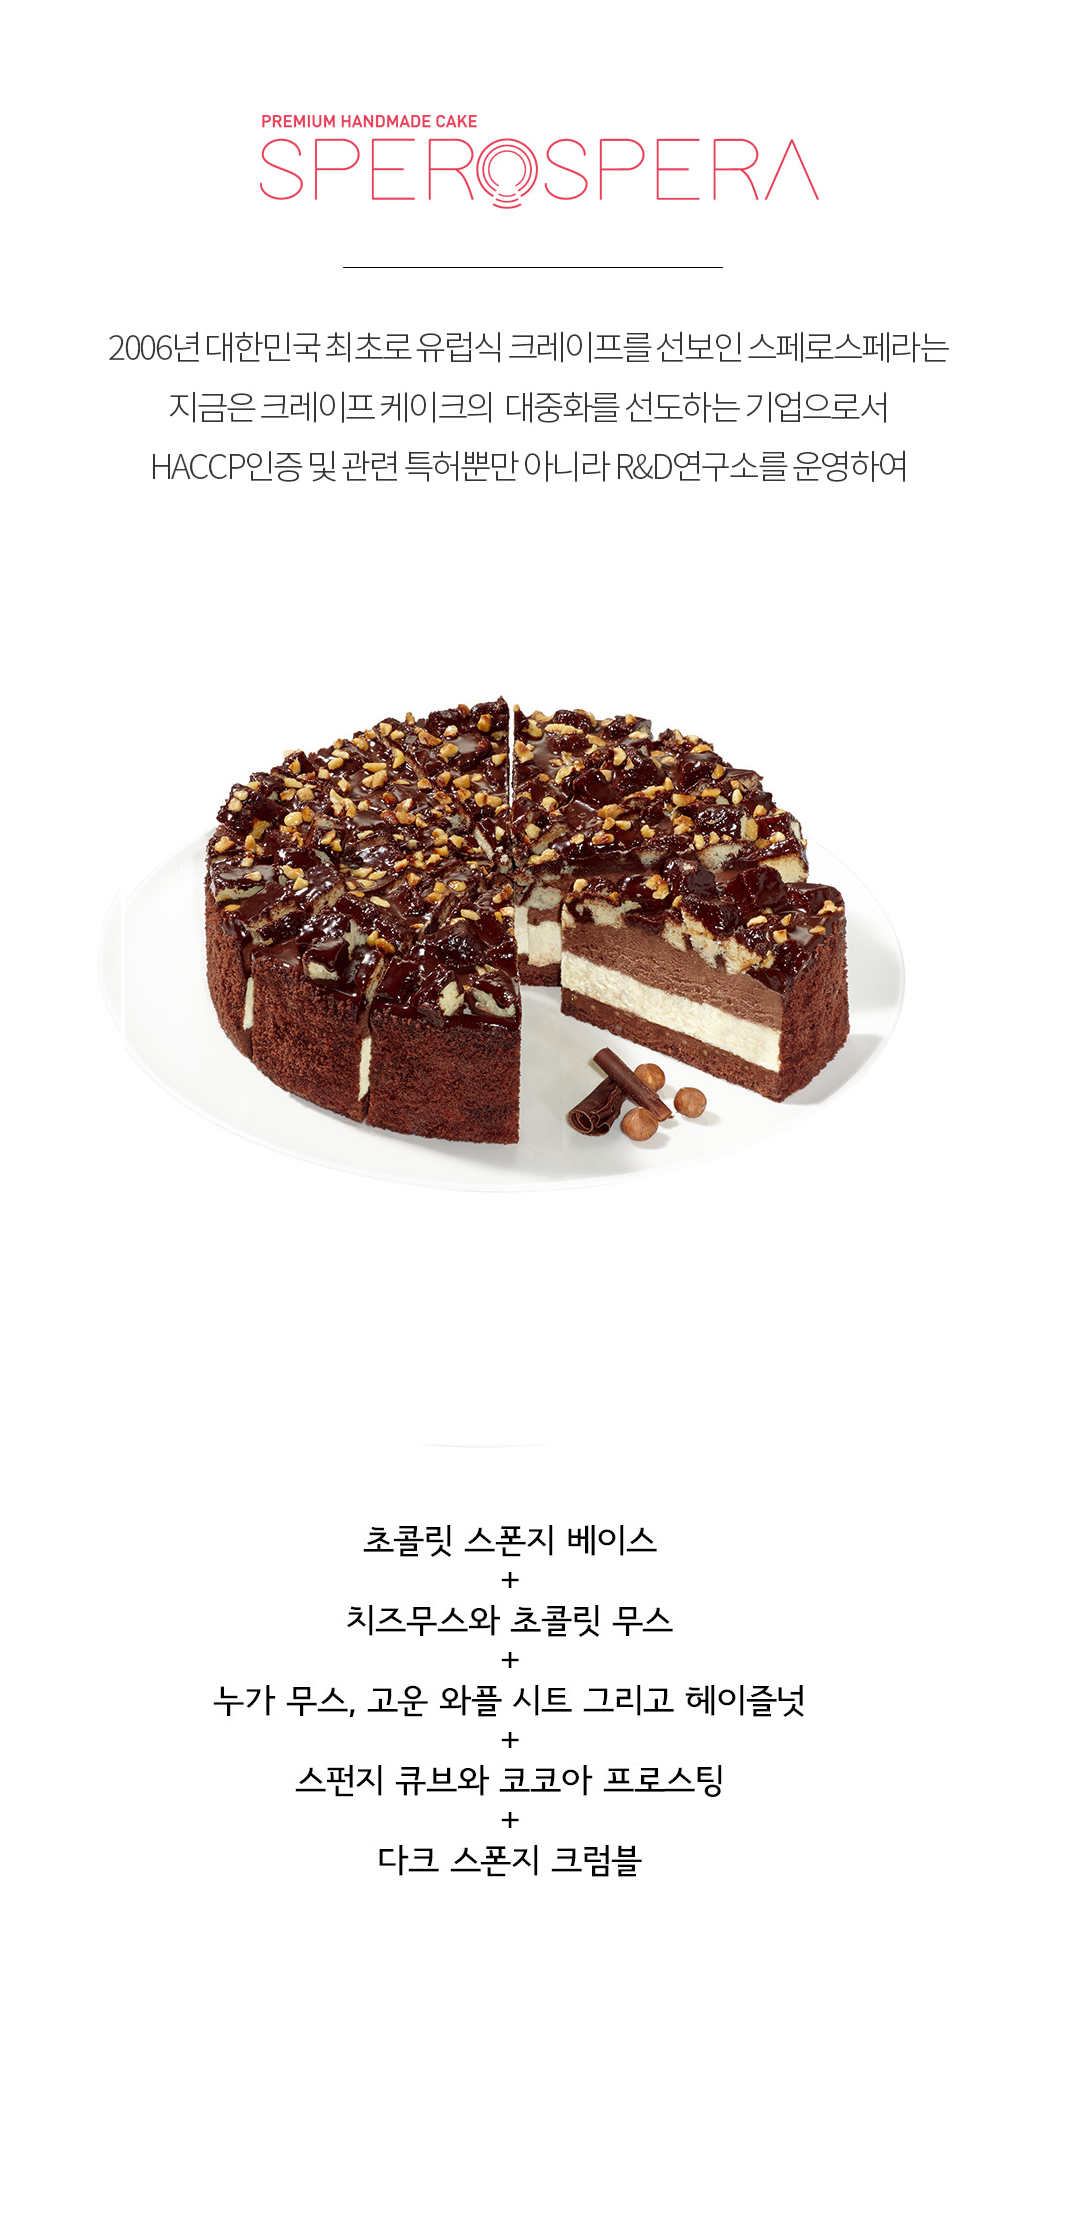 PREMIUM HANDMADE CAKE
SPEROSPERA
2006년 대한민국 최초로 유럽식 크레이프를 선보인 스페로스페라는
지금은 크레이프 케이크의 대중화를 선도하는 기업으로서
HACCP인증 및 관련 특허뿐만 아니라 R&D연구소를 운영하여
초콜릿 스폰지 베이스
+
치즈무스와 초콜릿 무스
+
누가 무스, 고운 와플 시트 그리고 헤이즐넛
+
스펀지 큐브와 코코아 프로스팅
+
다크 스폰지 크럼블